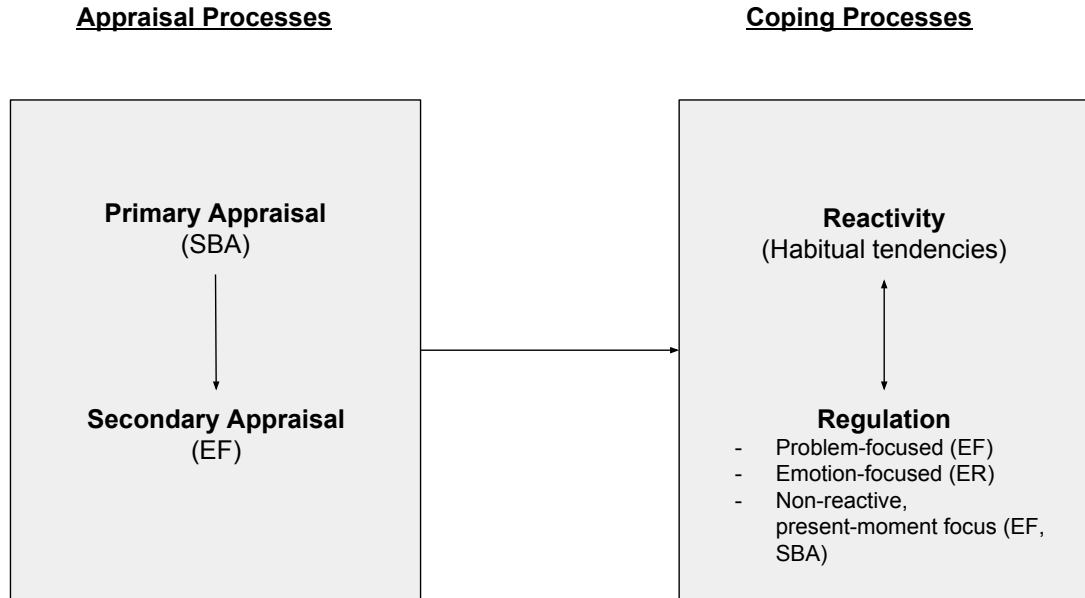 Appraisal Processes
Coping Processes
Primary Appraisal
(SBA)
Secondary Appraisal
(EF)
Reactivity
(Habitual tendencies)
Regulation
- Problem-focused (EF)
- Emotion-focused (ER)
- Non-reactive,
present-moment focus (EF,
SBA)